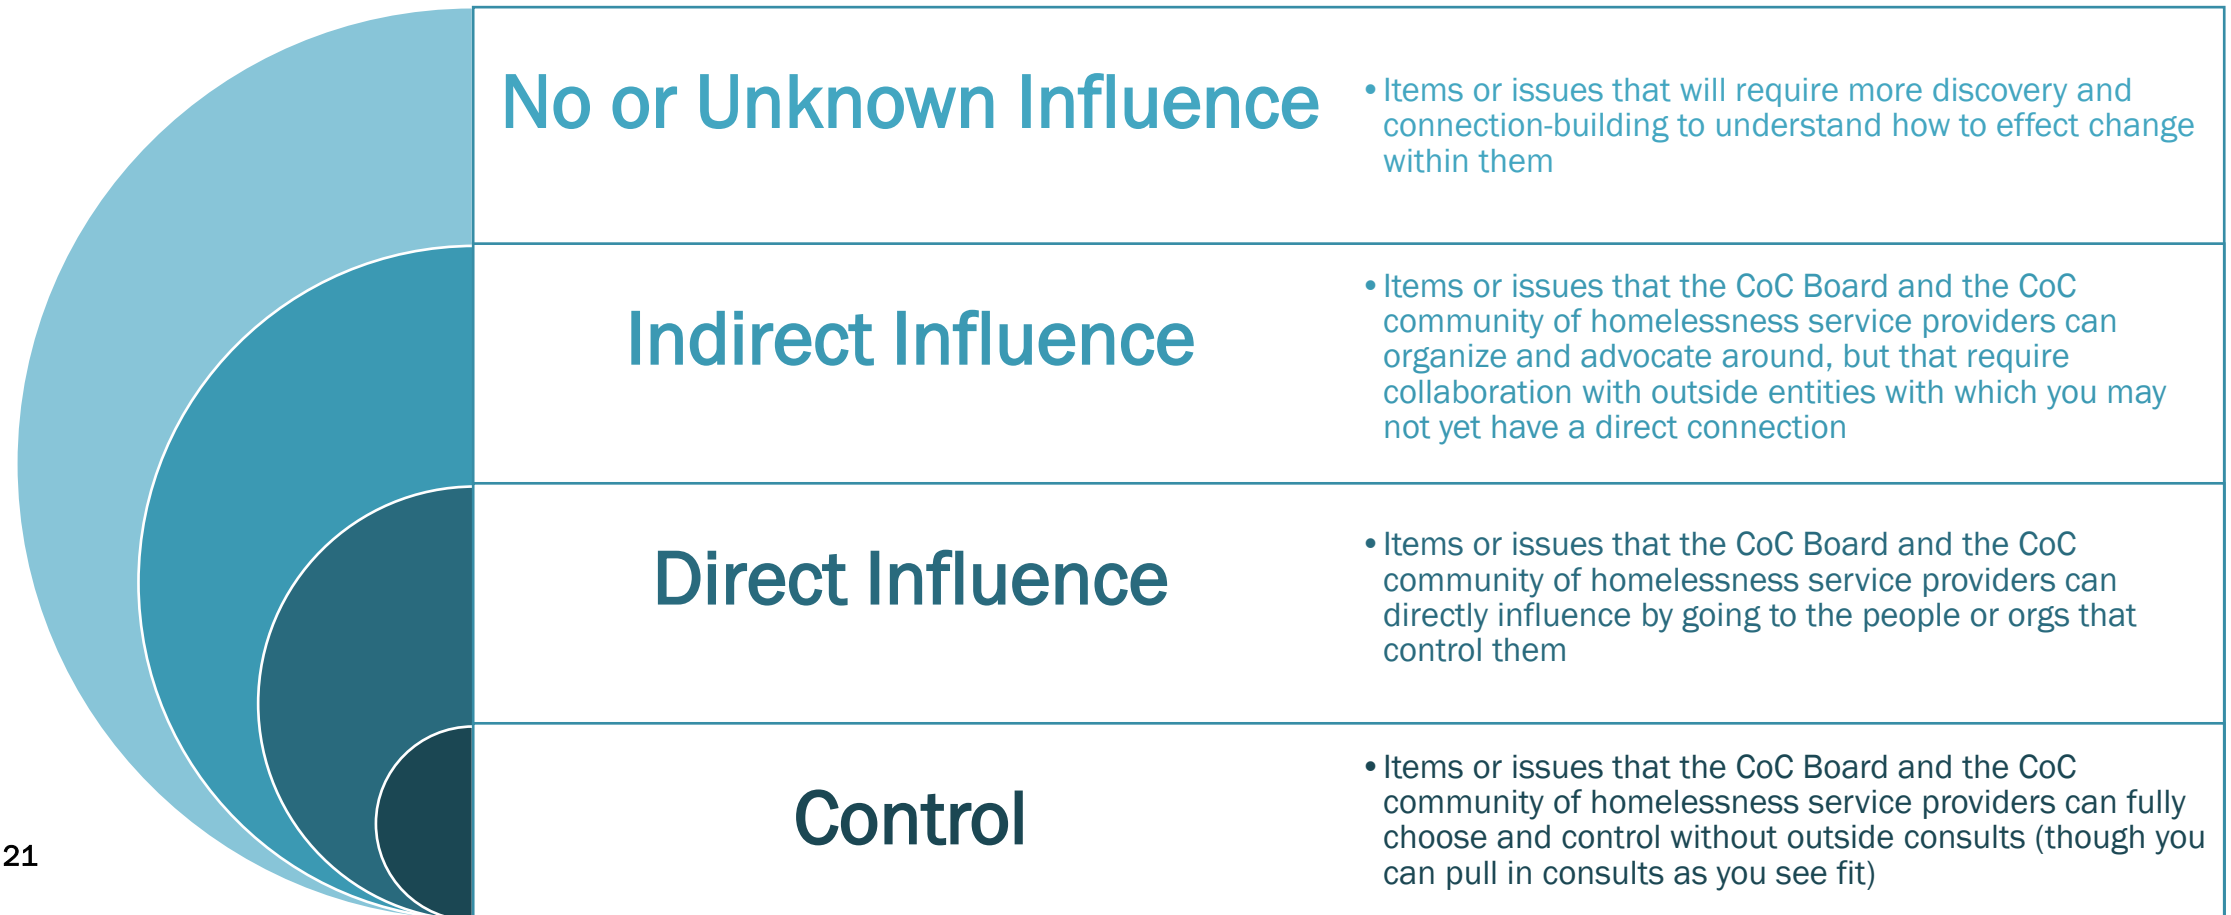 No or Unknown Influence
• Items or issues that will require more discovery and
connection-building to understand how to effect change
within them
Indirect Influence
• Items or issues that the CoC Board and the CoC
community of homelessness service providers can
organize and advocate around, but that require
collaboration with outside entities with which you may
not yet have a direct connection
Direct Influence
• Items or issues that the CoC Board and the CoC
community of homelessness service providers can
directly influence by going to the people or orgs that
control them
Control
• Items or issues that the CoC Board and the CoC
community of homelessness service providers can fully
choose and control without outside consults (though you
can pull in consults as you see fit)
21